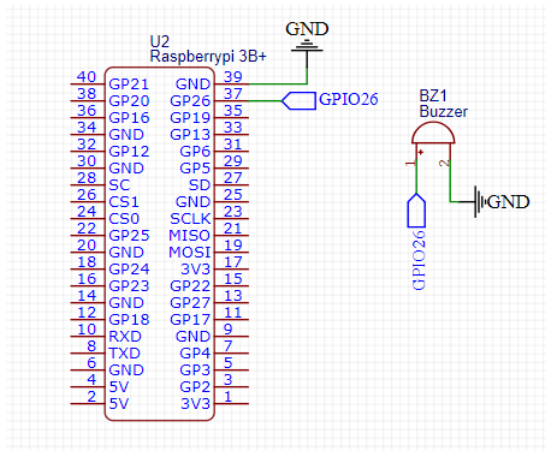 GND
U2
Raspberrypi 3B+
40 GP21 GND 39
38 GP20 GP26 37 GPIO26
36 GP16 GP19 35
34 GND GP13 33
32 GP12 GP6 31
30 GND GP5 29
28 SC SD 27
26 CS1 GND 25
24 CS0 SCLK 23
22 GP25 MISO 21
20 GND MOSI 19
18 GP24 3V3 17
16 GP23 GP22 15
14 GND GP27 13
12 GP18 GP17 11
10 RXD GND 9
8 TXD GP4 7
6 GND GP3 5
4 5V GP2 3
2 5V 3V3 1
BZ1
Buzzer
+
1 2
GND
GPIO26